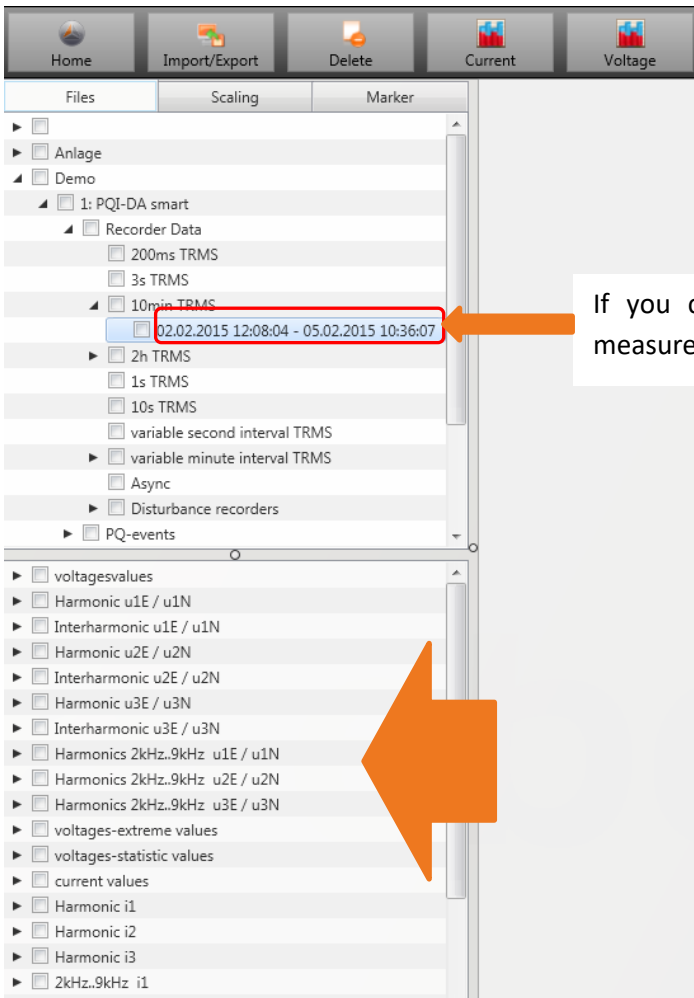 Home Import/Export Delete Current Voltage
Files Scaling Marker
Anlage
Demo
1: PQI-DA smart
Recorder Data
200ms TRMS
3s TRMS
10min TRMS
02.02.2015 12:08:04 - 05.02.2015 10:36:07
2h TRMS
1s TRMS
10s TRMS
variable second interval TRMS
variable minute interval TRMS
Async
Disturbance recorders
PQ-events
If you
measure
voltagesvalues
Harmonic u1E / u1N
Interharmonic u1E / u1N
Harmonic u2E / u2N
Interharmonic u2E / u2N
Harmonic u3E / u3N
Interharmonic u3E / u3N
Harmonics 2kHz..9kHz u1E / u1N
Harmonics 2kHz..9kHz u2E / u2N
Harmonics 2kHz..9kHz u3E / u3N
voltages-extreme values
voltages-statistic values
current values
Harmonic i1
Harmonic i2
Harmonic i3
2kHz..9kHz i1